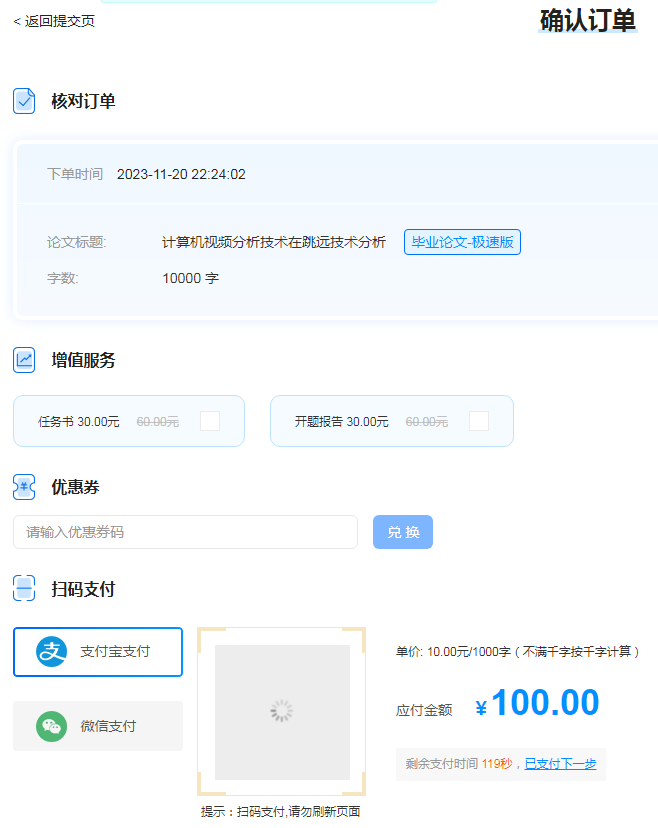 < 返回提交页
确认订单
核对订单
下单时间 2023-11-20 22:24:02
论文标题: 计算机视频分析技术在跳远技术分析 毕业论文-极速版
字数: 10000 字
增值服务
任务书 30.00元 60.00元 开题报告 30.00元 60.00元
优惠券
请输入优惠券码 兑 换
扫码支付
支付宝支付
微信支付
单价: 10.00元/1000字 ( 不满千字按千字计算 )
应付金额 ¥100.00
剩余支付时间 119秒，已支付下一步
提示：扫码支付,请勿刷新页面